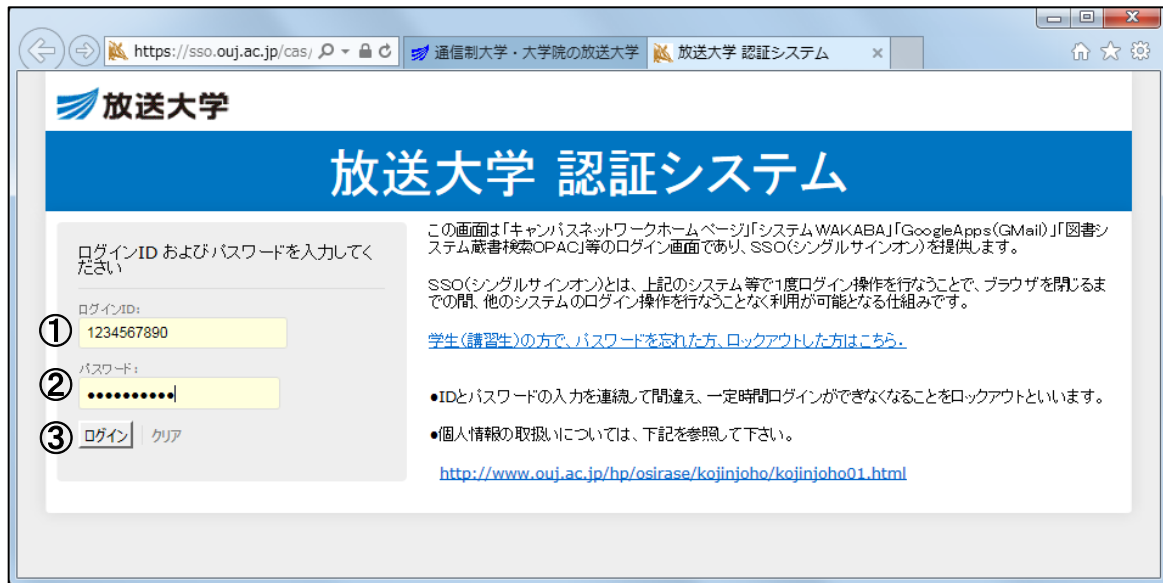 https://sso.ouj.ac.jp/cas/
通信制大学・大学院の放送大学
放送大学 認証システム
放送大学
放送大学 認証システム
ログインID およびパスワードを入力してく
ださい
ログインID:
① 1234567890
パスワード:
② ●●●●●●●●●●
③ ログイン クリア
この画面は「キャンパスネットワークホームページ」「システムWAKABA」「GoogleApps(GMail)」「図書シ
ステム蔵書検索OPAC」等のログイン画面であり、SSO(シングルサインオン)を提供します。
SSO(シングルサインオン)とは、上記のシステム等で1度ログイン操作を行なうことで、ブラウザを閉じるま
での間、他のシステムのログイン操作を行なうことなく利用が可能となる仕組みです。
学生(講習生)の方で、パスワードを忘れた方、ロックアウトした方はこちら.
●IDとパスワードの入力を連続して間違え、一定時間ログインができなくなることをロックアウトといいます。
●個人情報の取扱いについては、下記を参照して下さい。
http://www.ouj.ac.jp/hp/osirase/kojinjoho/kojinjoho01.html